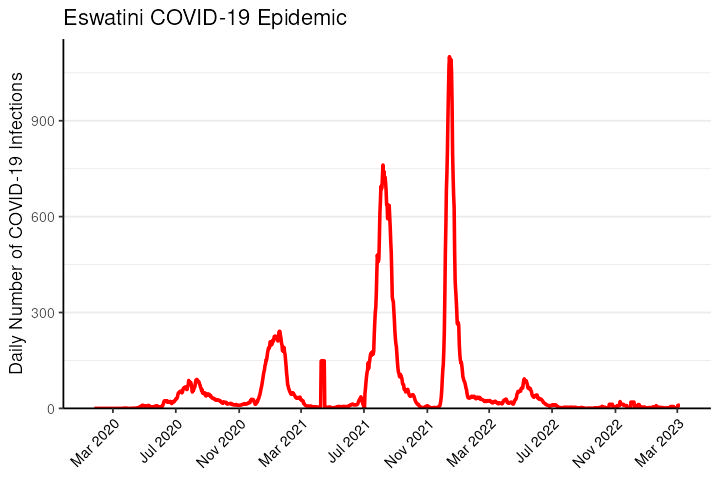 Eswatini COVID-19 Epidemic
Daily Number of COVID-19 Infections
900
600
300
0
Mar 2020
Jul 2020
Nov 2020
Mar 2021
Jul 2021
Nov 2021
Mar 2022
Jul 2022
Nov 2022
Mar 2023